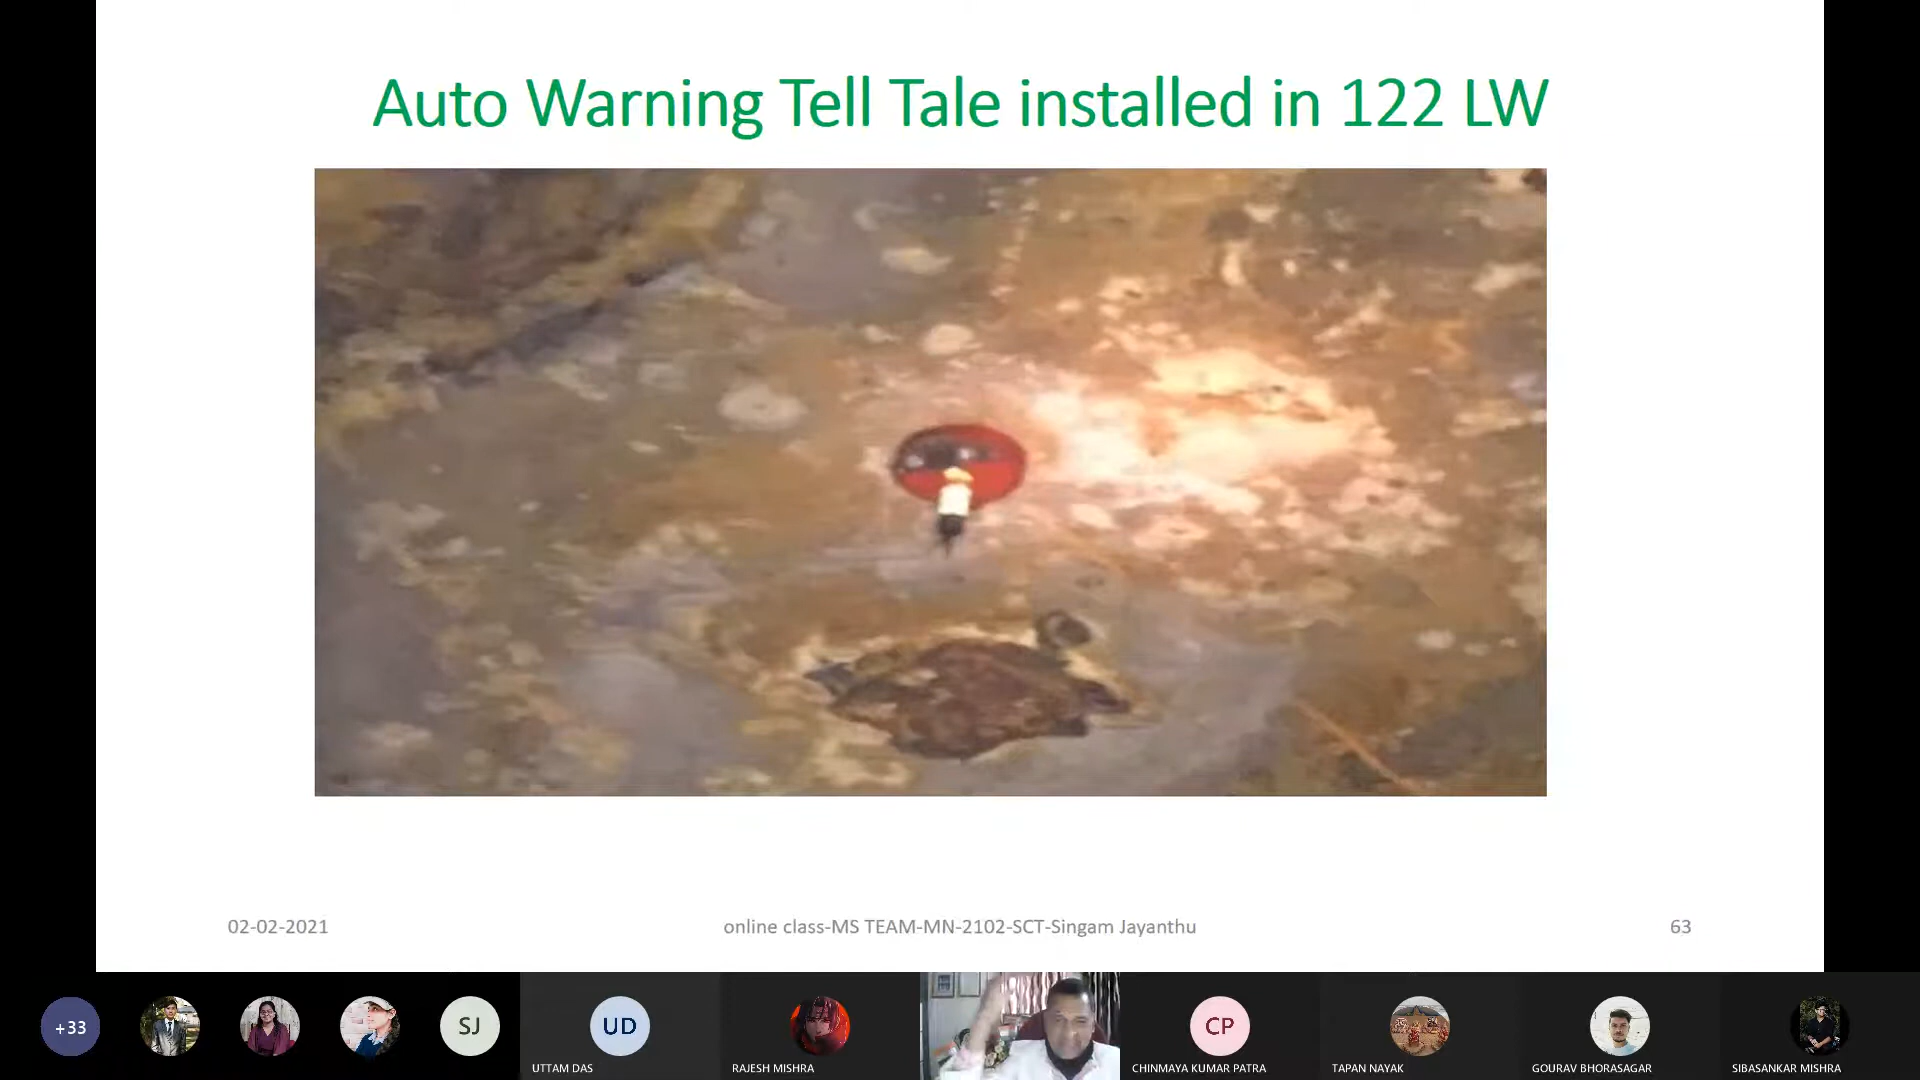 Auto Warning Tell Tale installed in 122 LW
02-02-2021
online class-MS TEAM-MN-2102-SCT-Singam Jayanthu
63
+33
SJ
UD
UTTAM DAS
RAJESH MISHRA
CP
CHINMAYA KUMAR PATRA
TAPAN NAYAK
GOURAV BHORASAGAR
SIBASANKAR MISHRA